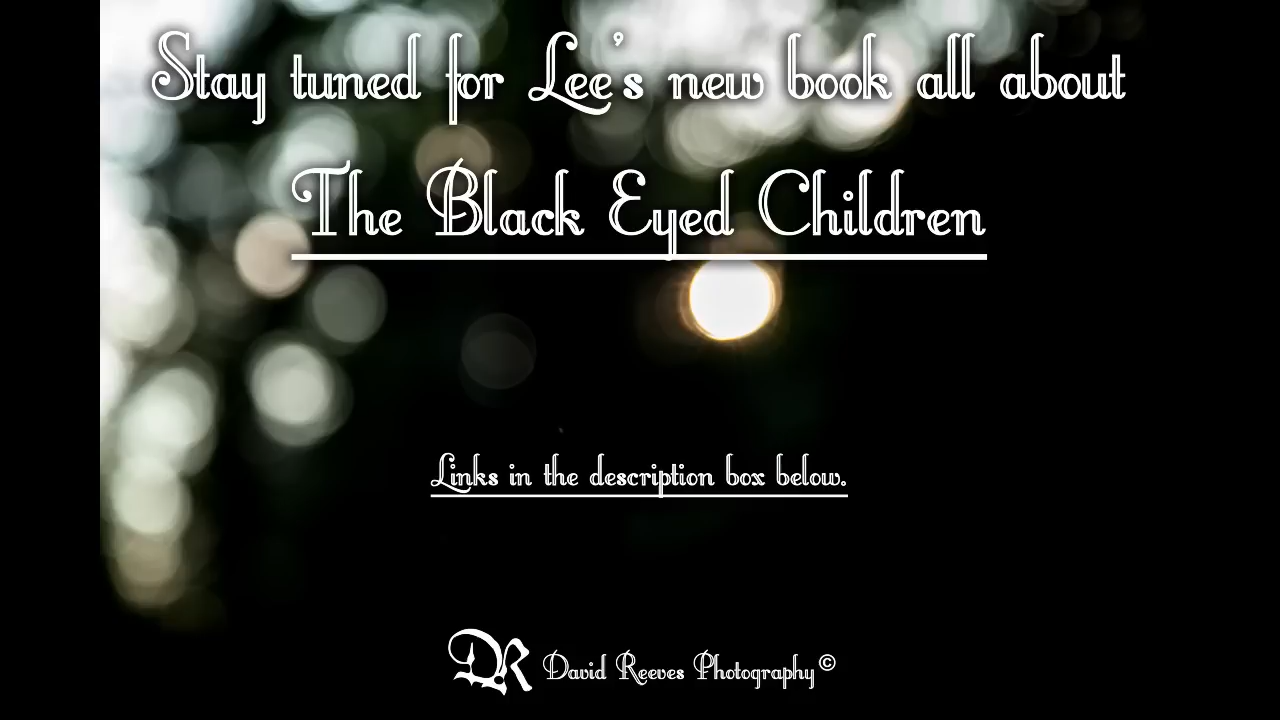 Stay tuned for Lee's new book all about
The Black Eyed Children
Links in the description box below.
DR David Reeves Photography©